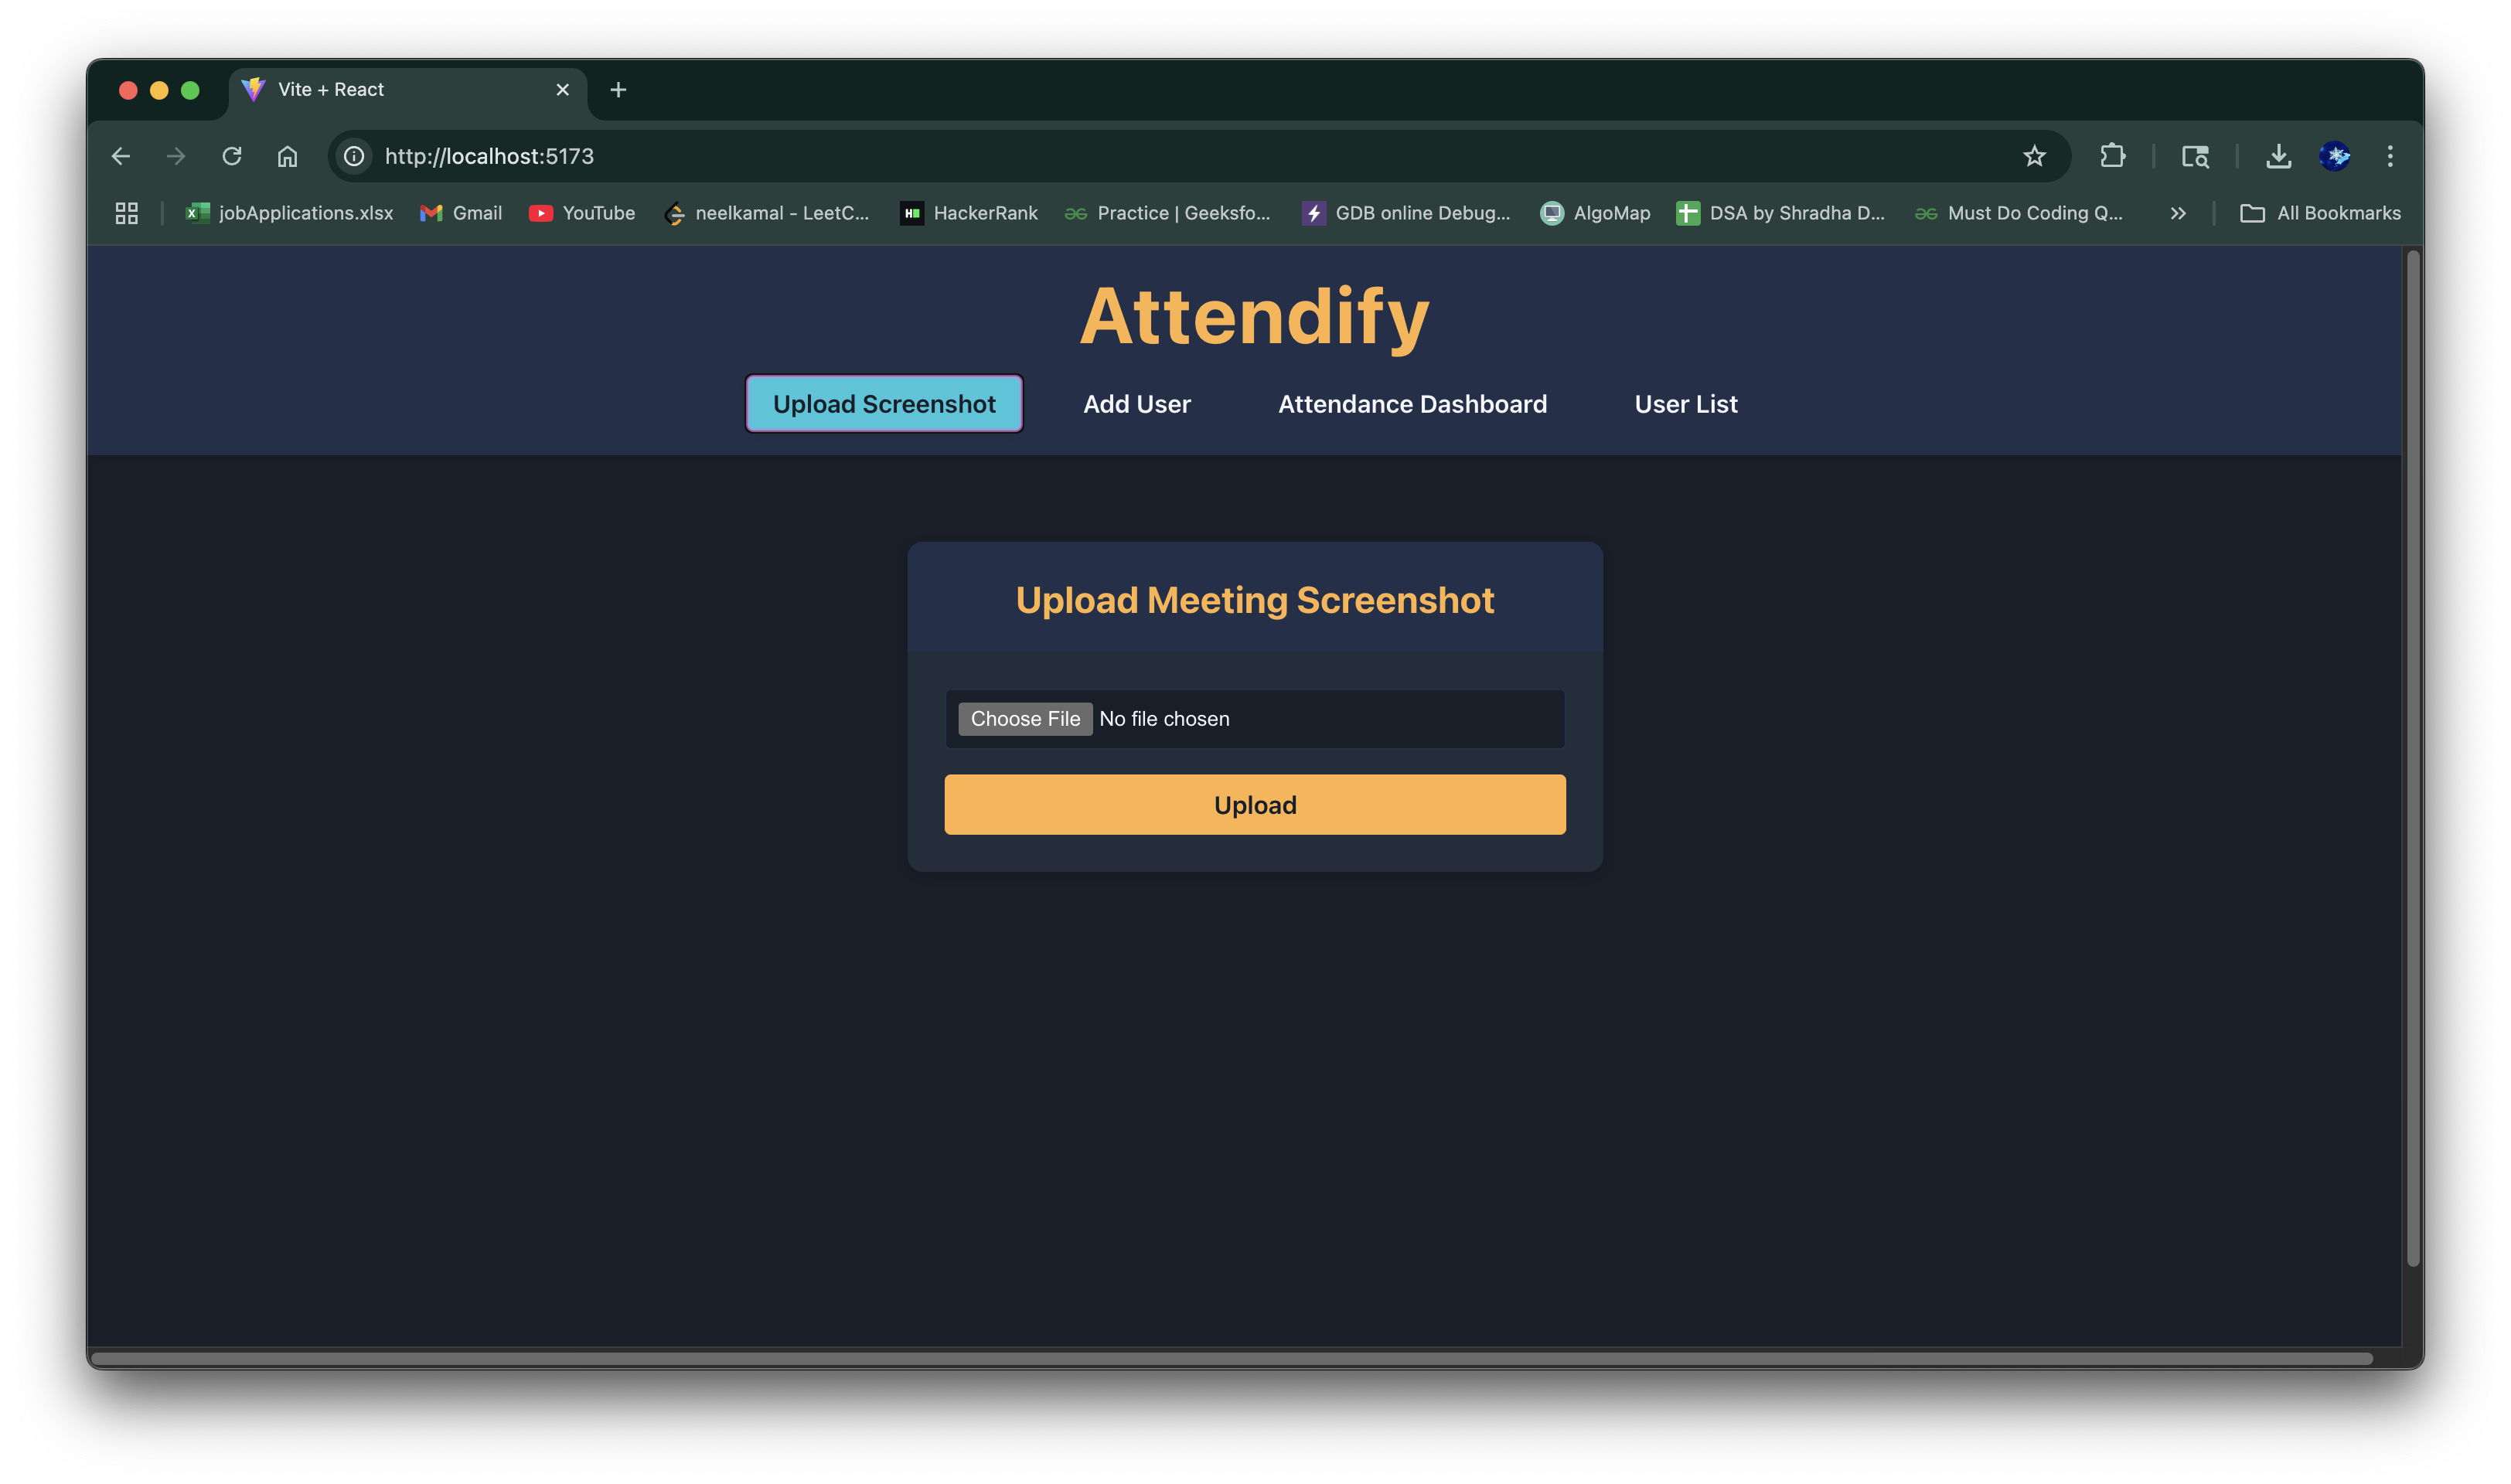 Vite + React
http://localhost:5173
jobApplications.xlsx Gmail YouTube neelkamal - LeetC... HackerRank Practice | Geeksfo... GDB online Debug... AlgoMap DSA by Shradha D... Must Do Coding Q... All Bookmarks
Attendify
Upload Screenshot Add User Attendance Dashboard User List
Upload Meeting Screenshot
Choose File No file chosen
Upload